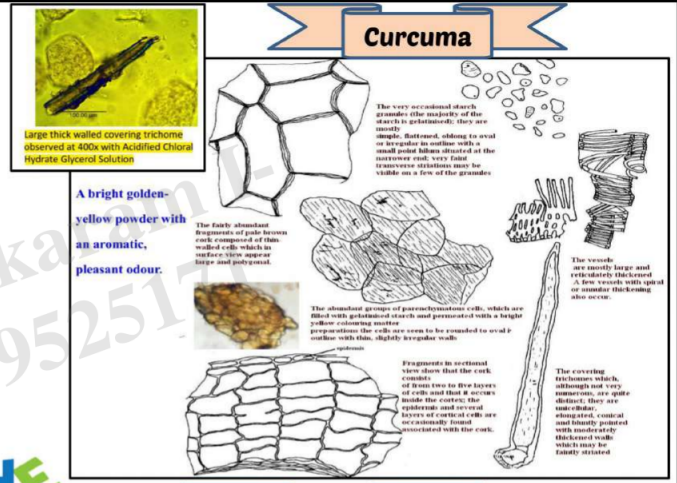 Curcuma
100.00 µm
Large thick walled covering trichome
observed at 400x with Acidified Chloral
Hydrate Glycerol Solution
A bright golden-
yellow powder with
an aromatic,
pleasant odour.
The very occasional starch
granules (the majority of the
starch is gelatinised); they are
mostly
simple, flattened, oblong to oval
or irregular in outline with a
small point hilum situated at the
narrower end; very faint
transverse striations may be
visible on a few of the granules
The fairly abundant
fragments of pale brown
cork composed of thin-
walled cells which in
surface view appear
large and polygonal.
The vessels
are mostly large and
reticulately thickened
A few vessels with spiral
or annular thickening
also occur.
The abundant groups of parenchymatous cells, which are
filled with gelatinised starch and permeated with a bright
yellow colouring matter
preparations the cells are seen to be rounded to oval
outline with thin, slightly irregular walls
epidermis
Fragments in sectional
view show that the cork
consists
of from two to five layers
of cells and that it occurs
inside the cortex; the
epidermis and several
layers of cortical cells are
occasionally found
associated with the cork.
The covering
trichomes which,
although not very
numerous, are quite
distinct; they are
unicellular,
elongated, conical
and bluntly pointed
with moderately
thickened walls
which may be
faintly striated